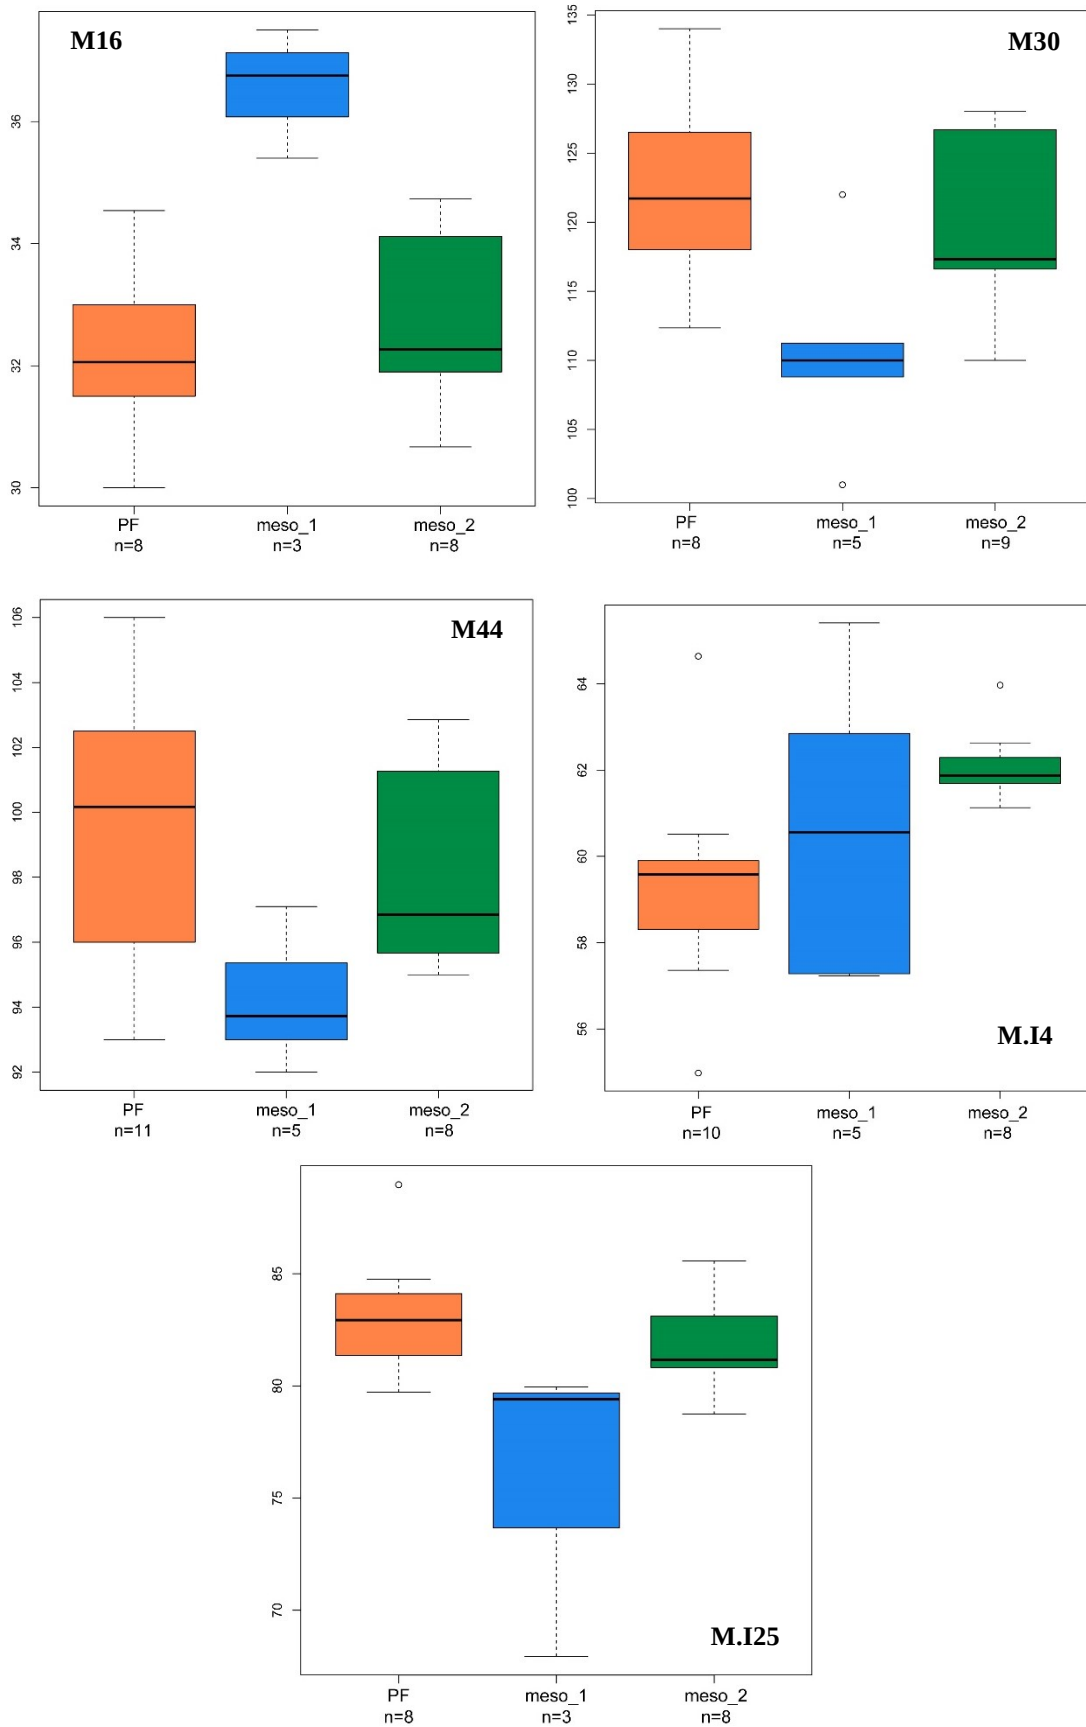 M16
36
34
32
30
PF
meso_1
meso_2
n=8
n=3
n=8
M30
135
130
125
120
115
110
105
100
PF
meso_1
meso_2
n=8
n=5
n=9
M44
106
104
102
100
98
96
94
92
PF
meso_1
meso_2
n=11
n=5
n=8
64
62
60
58
56
M.I4
PF
meso_1
meso_2
n=10
n=5
n=8
85
80
75
70
M.I25
PF
meso_1
meso_2
n=8
n=3
n=8